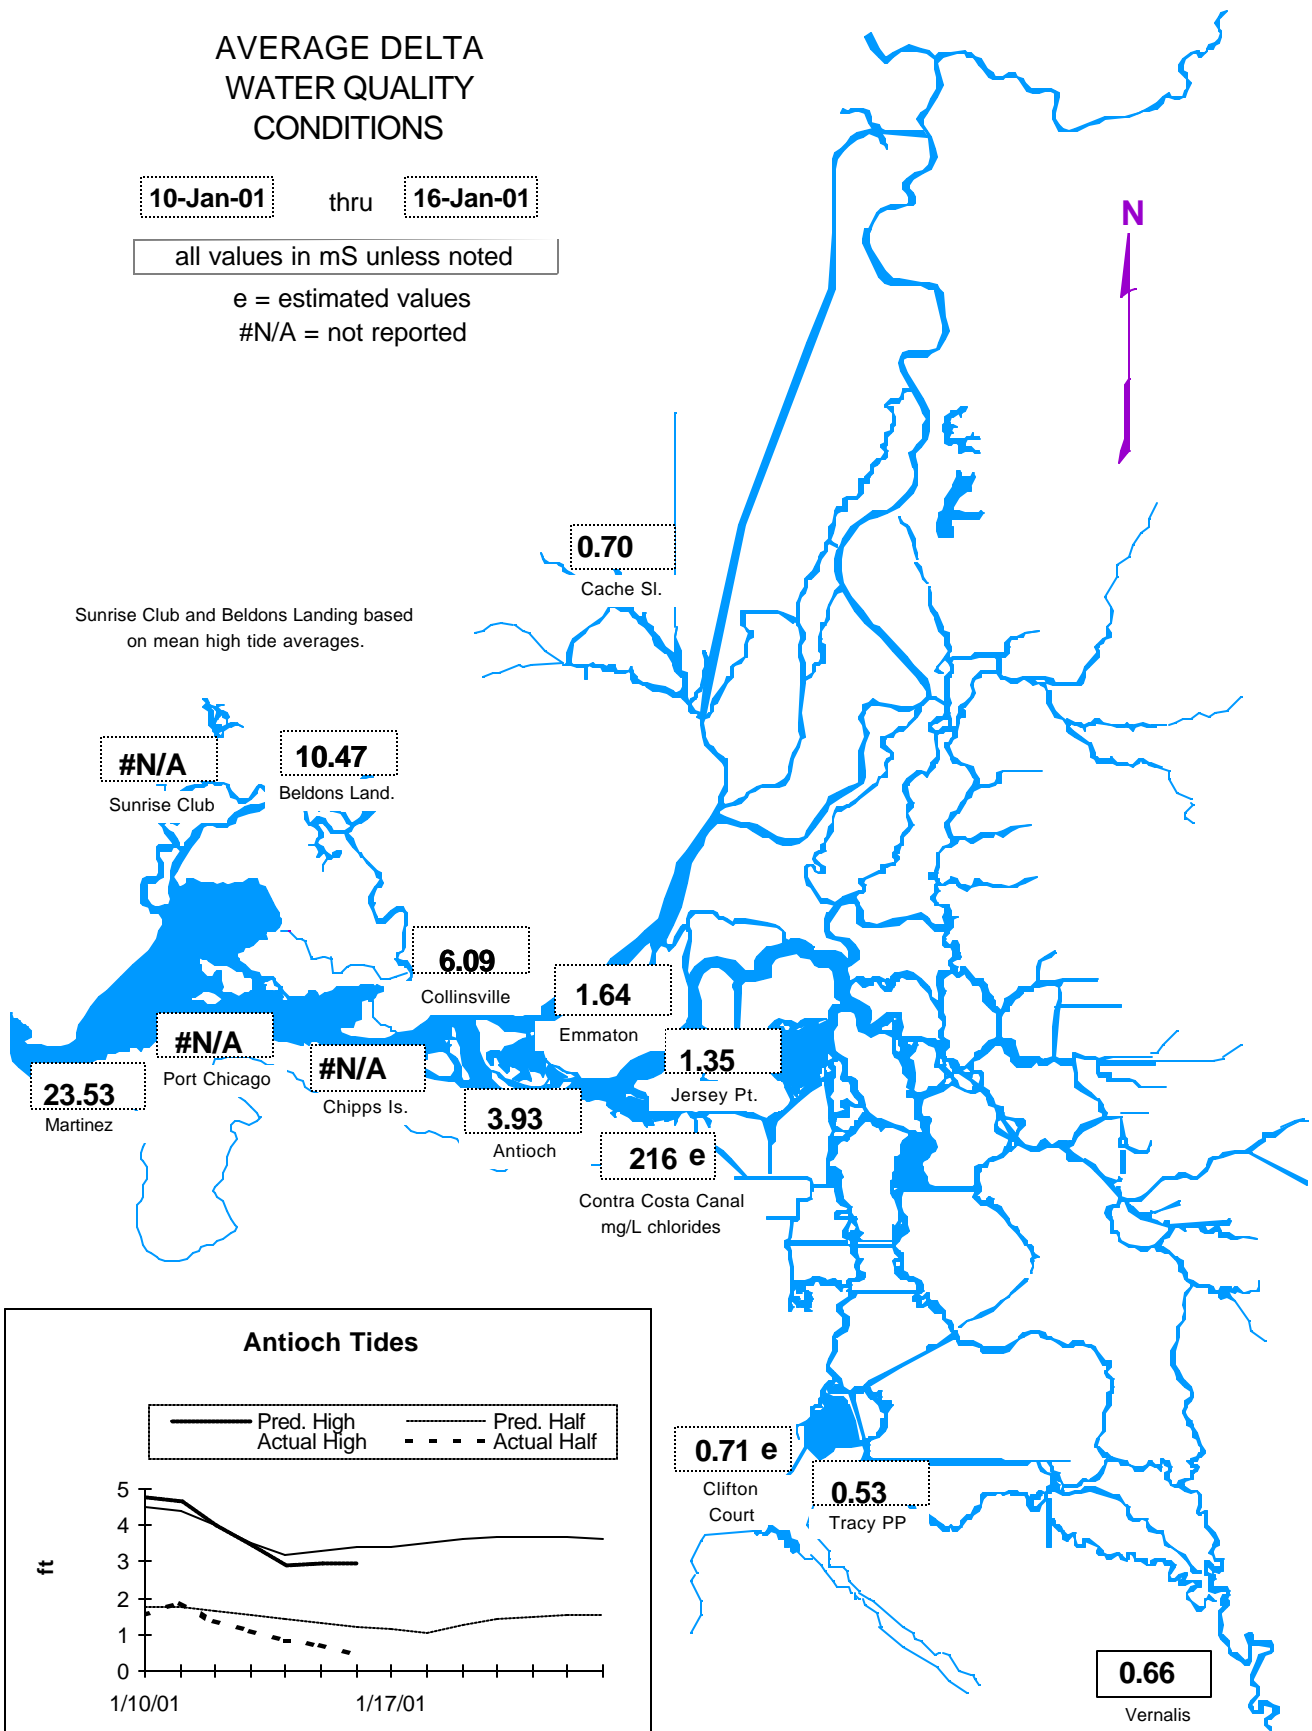 AVERAGE DELTA
WATER QUALITY
CONDITIONS
10-Jan-01 thru 16-Jan-01
all values in mS unless noted
e = estimated values
#N/A = not reported
N
0.70
Cache Sl.
Sunrise Club and Beldons Landing based
on mean high tide averages.
#N/A
Sunrise Club
10.47
Beldons Land.
6.09
Collinsville
1.64
Emmaton
#N/A
Port Chicago
#N/A
Chipps Is.
1.35
Jersey Pt.
23.53
Martinez
3.93
Antioch
216 e
Contra Costa Canal
mg/L chlorides
Antioch Tides
Pred. High
Pred. Half
Actual High
Actual Half
ft
5
4
3
2
1
0
1/10/01
1/17/01
0.71 e
Clifton
Court
0.53
Tracy PP
0.66
Vernalis